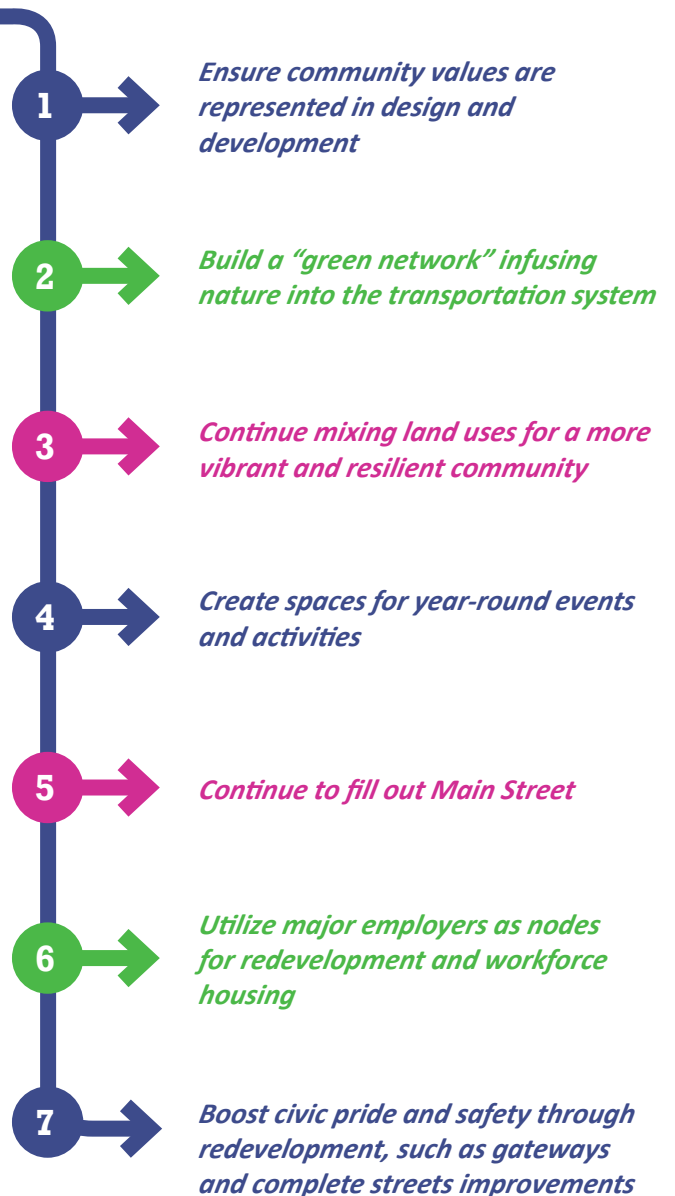 1
Ensure community values are
represented in design and
development
2
Build a “green network” infusing
nature into the transportation system
3
Continue mixing land uses for a more
vibrant and resilient community
4
Create spaces for year-round events
and activities
5
Continue to fill out Main Street
6
Utilize major employers as nodes
for redevelopment and workforce
housing
7
Boost civic pride and safety through
redevelopment, such as gateways
and complete streets improvements